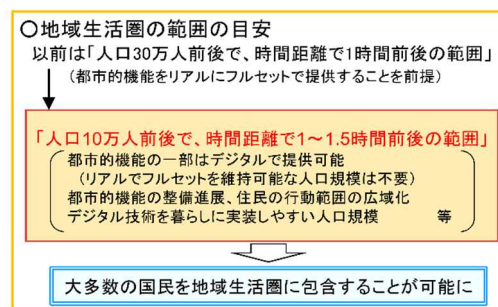 ○地域生活圏の範囲の目安
以前は「人口30万人前後で、時間距離で1時間前後の範囲」
(都市的機能をリアルにフルセットで提供することを前提)
「人口10万人前後で、時間距離で1～1.5時間前後の範囲」
都市的機能の一部はデジタルで提供可能
(リアルでフルセットを維持可能な人口規模は不要)
都市的機能の整備進展、住民の行動範囲の広域化
デジタル技術を暮らしに実装しやすい人口規模 等
大多数の国民を地域生活圏に包含することが可能に